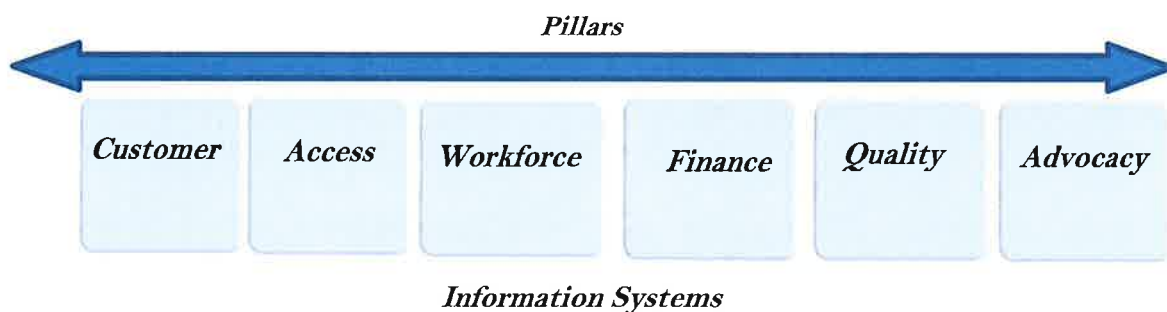 Pillars
Customer Access Workforce Finance Quality Advocacy
Information Systems